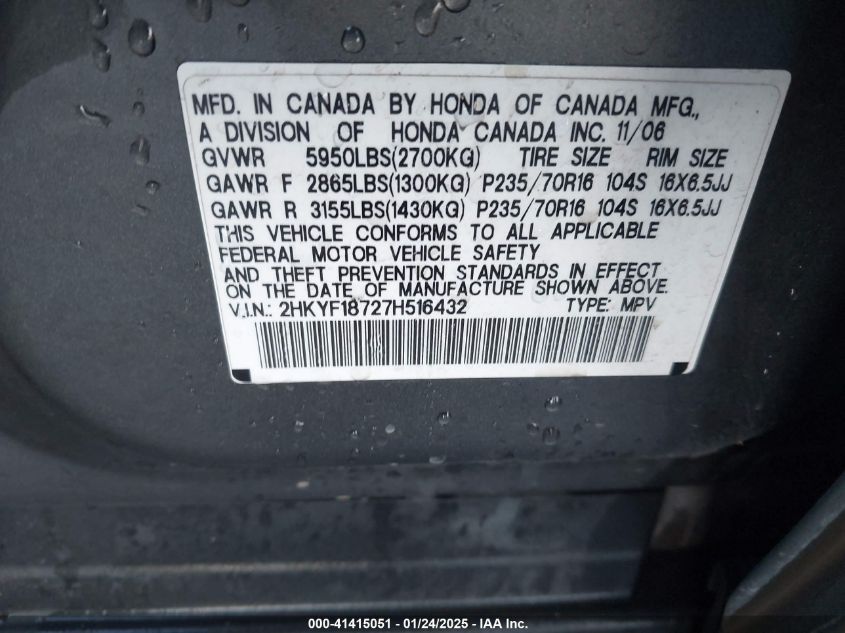 MFD. IN CANADA BY HONDA OF CANADA MFG.,
A DIVISION OF HONDA CANADA INC. 11/06
GVWR 5950LBS(2700KG) TIRE SIZE RIM SIZE
GAWR F 2865LBS(1300KG) P235/70R16 104S 16X6.5JJ
GAWR R 3155LBS(1430KG) P235/70R16 104S 16X6.5JJ
THIS VEHICLE CONFORMS TO ALL APPLICABLE
FEDERAL MOTOR VEHICLE SAFETY
AND THEFT PREVENTION STANDARDS IN EFFECT
ON THE DATE OF MANUFACTURE SHOWN ABOVE.
V.I.N.: 2HKYF18727H516432 TYPE: MPV
000-41415051 - 01/24/2025 - IAA Inc.